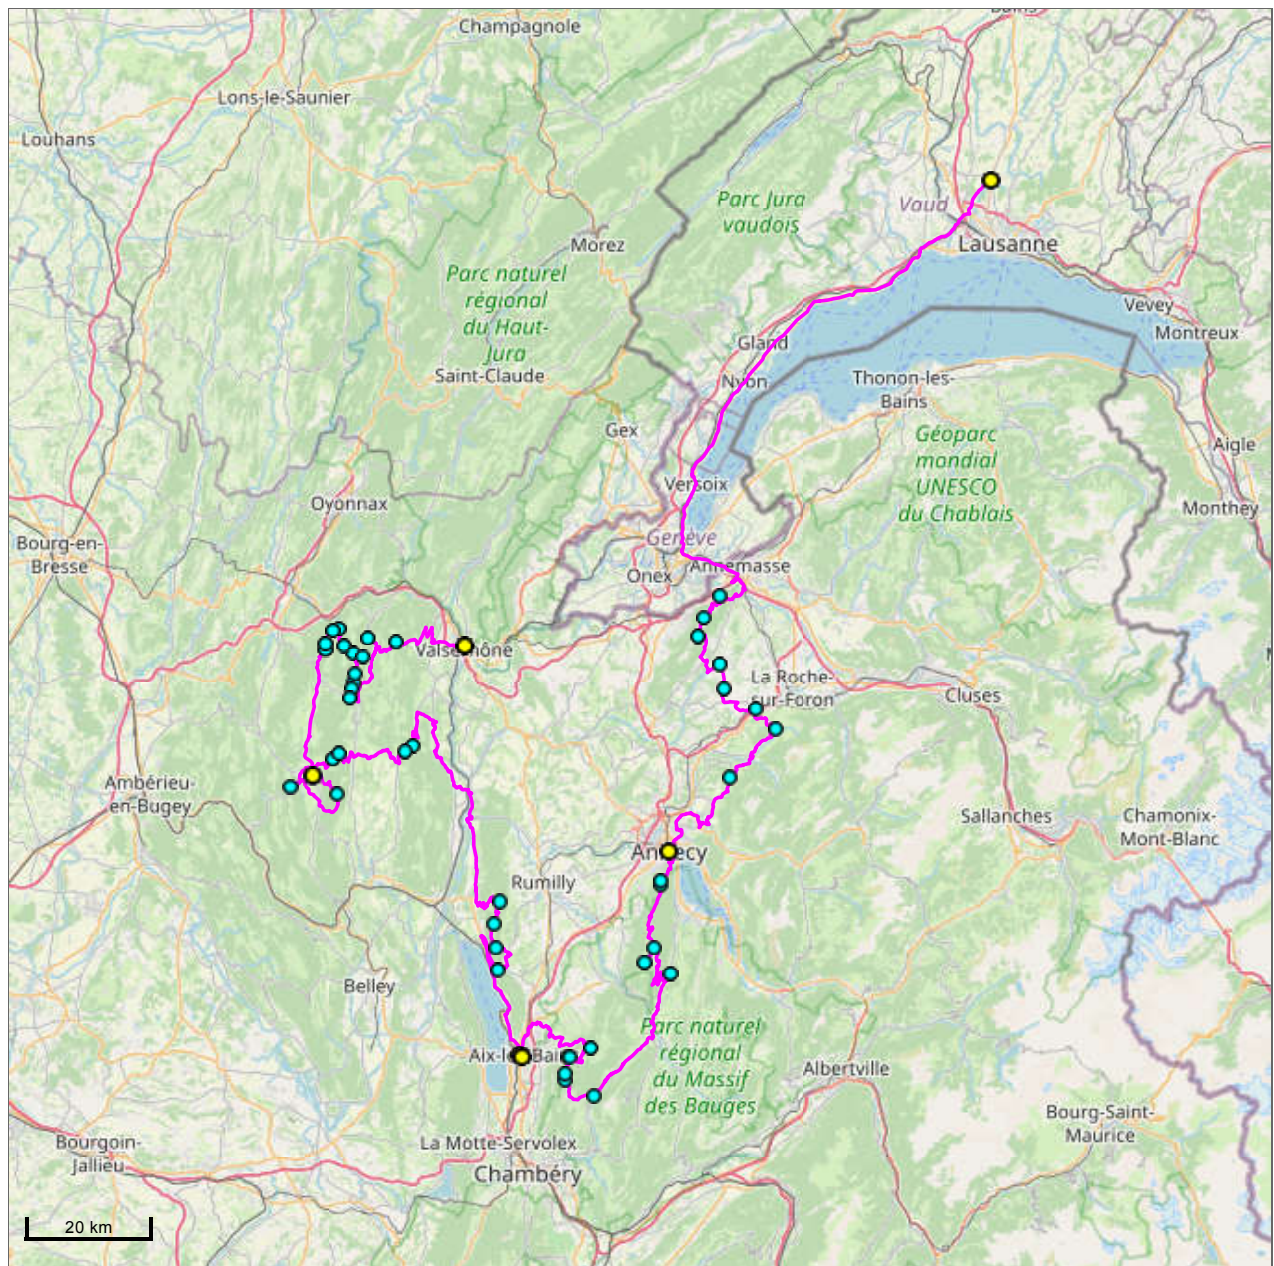 Champagnole
Lons-le-Saunier
Louhans
Parc Jura
vaudois
Vaud
Lausanne
Morez
Parc naturel
régional
du Haut-
Jura
Vevey
Montreux
Gland
Saint-Claude
Nyon
Thonon-les-
Bains
Gex
Géoparc
mondial
UNESCO
du Chablais
Aigle
Versoix
Oyonnax
Monthey
Bourg-en-
Bresse
Genève
Onex
Annemasse
Valserhône
La Roche-
sur-Foron
Cluses
Ambérieu-
en-Bugey
Sallanches
Chamonix-
Mont-Blanc
Annecy
Rumilly
Belley
Parc naturel
régional
du Massif
des Bauges
Aix-les-Bains
Albertville
Bourg-Saint-
Maurice
Bourgoin-
Jallieu
La Motte-Servolex
Chambéry
20 km